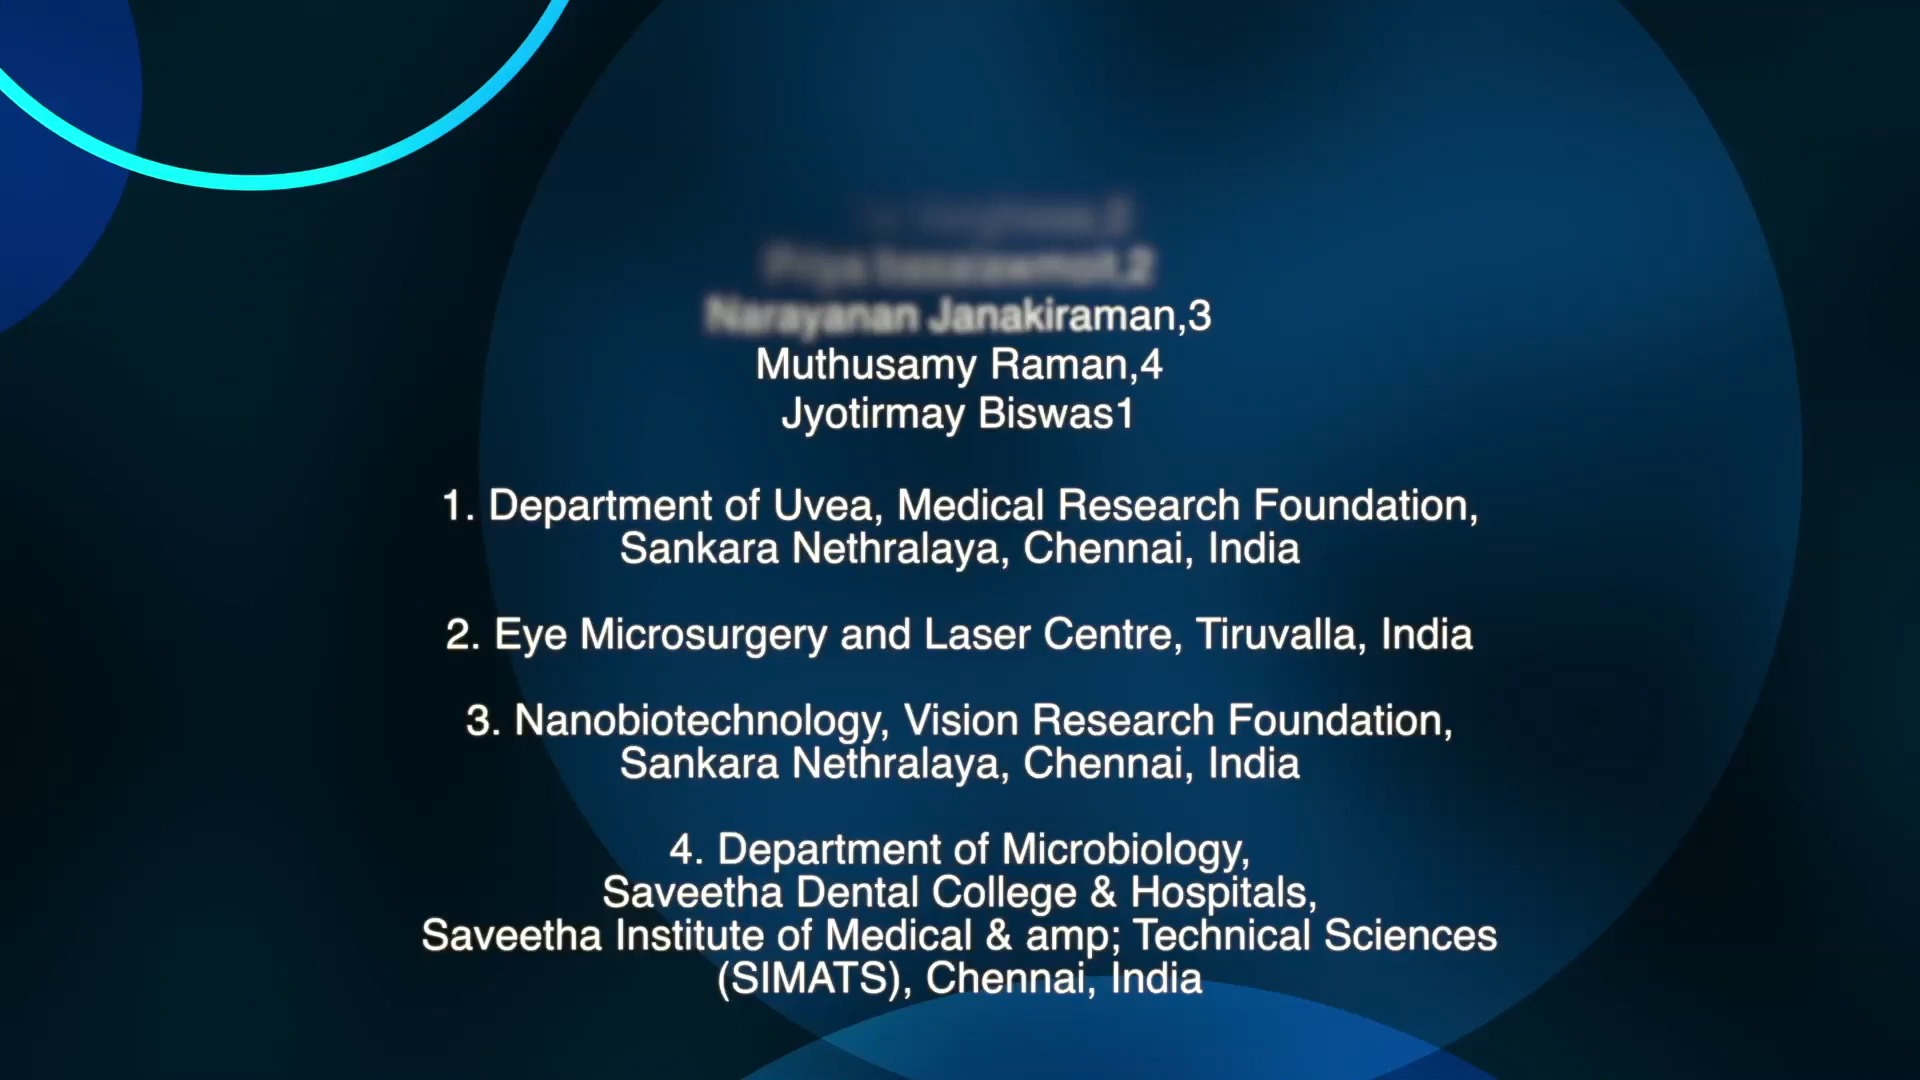 Narayanan Janakiraman,3
Muthusamy Raman,4
Jyotirmay Biswas1
1. Department of Uvea, Medical Research Foundation,
Sankara Nethralaya, Chennai, India
2. Eye Microsurgery and Laser Centre, Tiruvalla, India
3. Nanobiotechnology, Vision Research Foundation,
Sankara Nethralaya, Chennai, India
4. Department of Microbiology,
Saveetha Dental College & Hospitals,
Saveetha Institute of Medical & amp; Technical Sciences
(SIMATS), Chennai, India